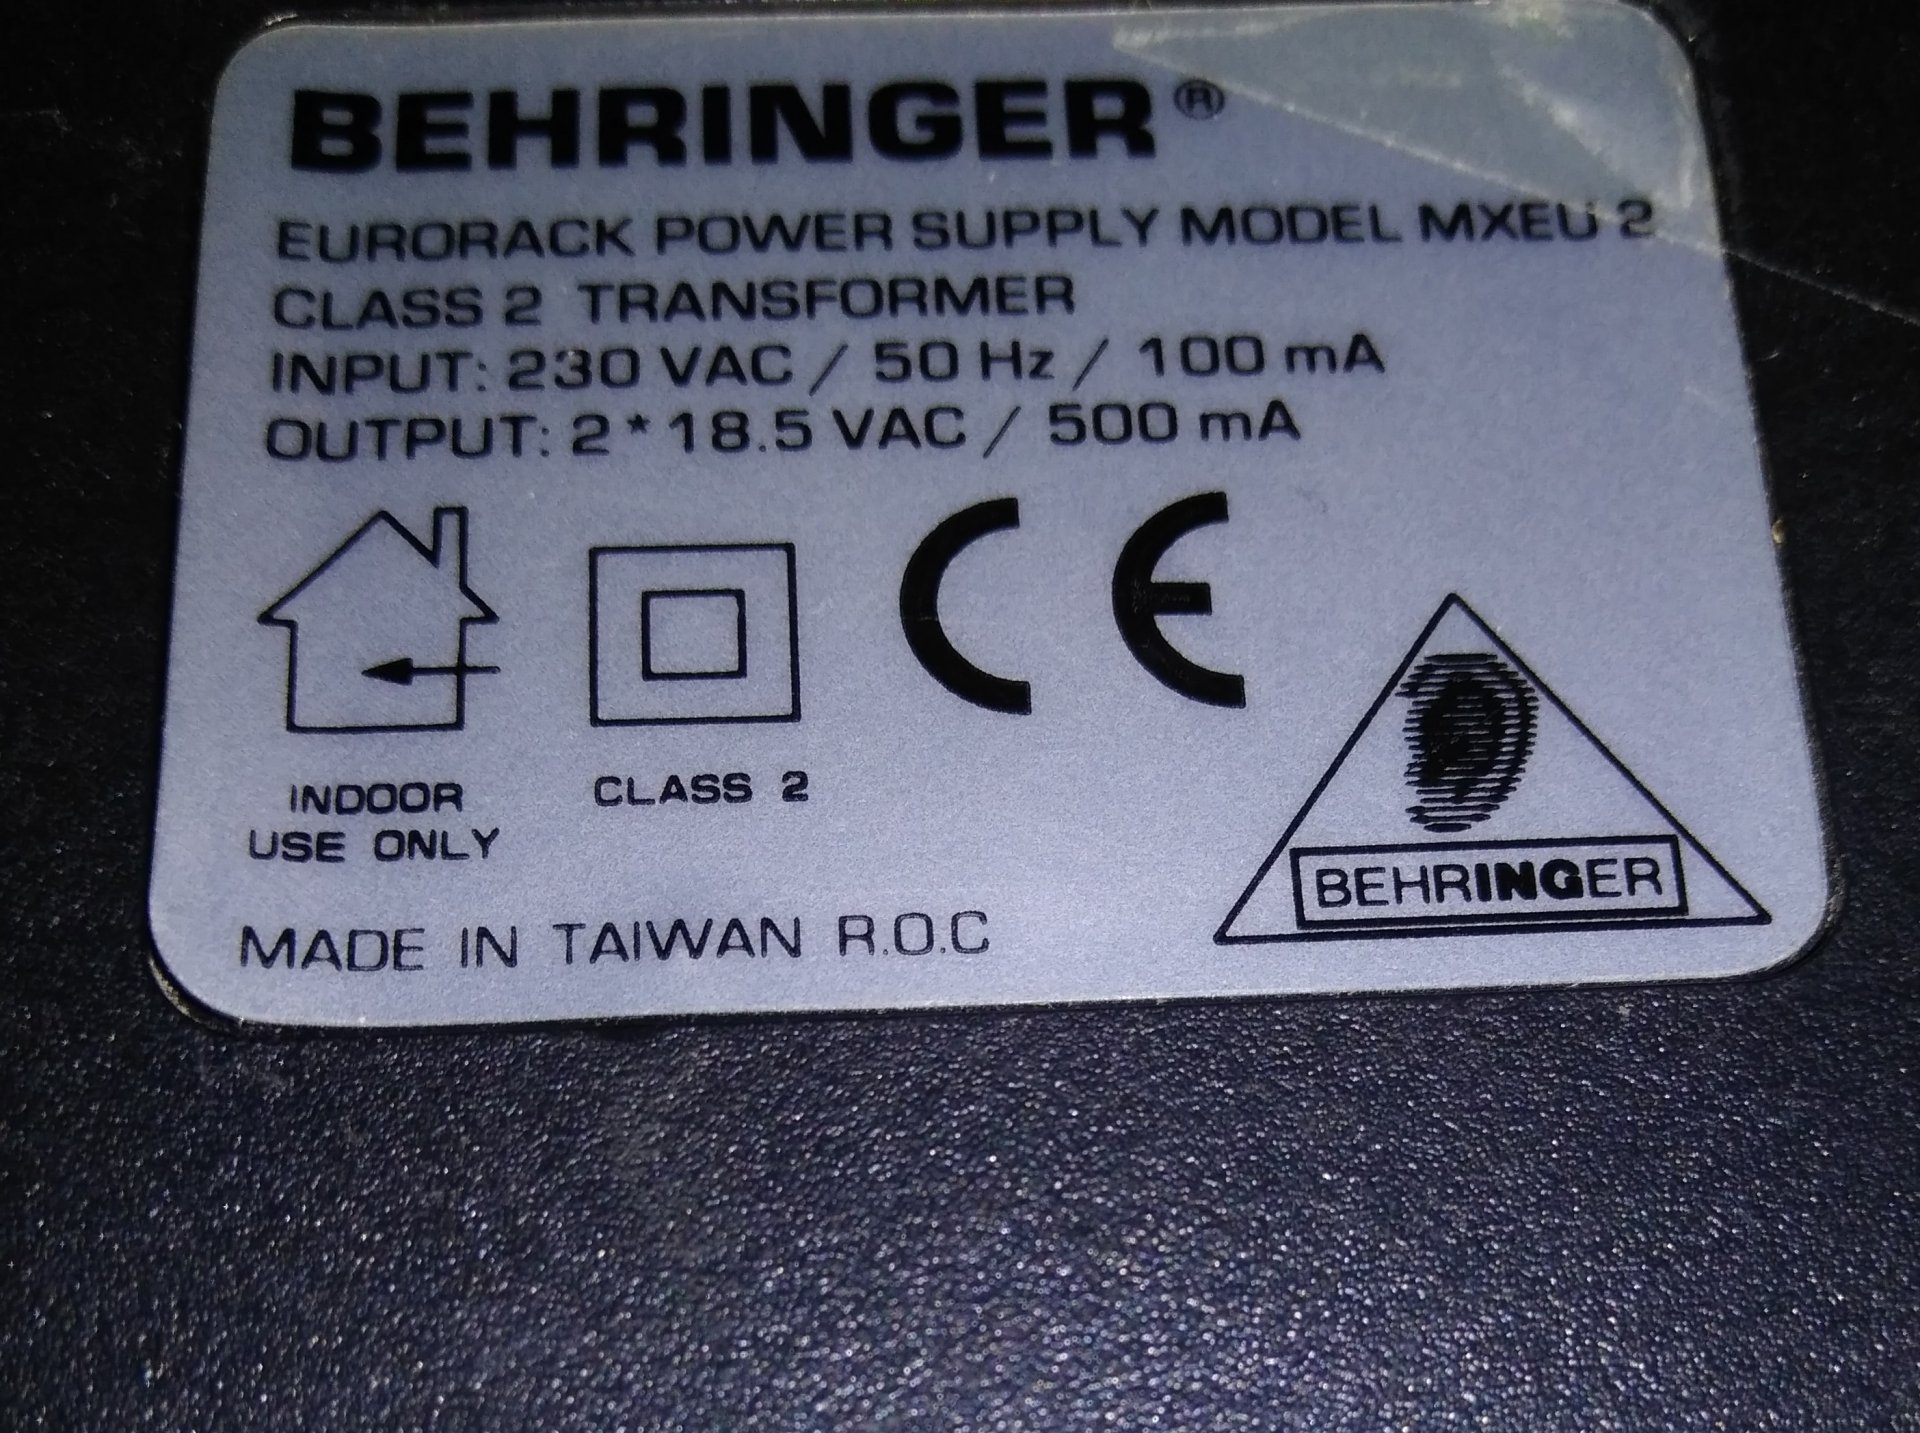 BEHRINGER®
EURORACK POWER SUPPLY MODEL MXEU 2
CLASS 2 TRANSFORMER
INPUT: 230 VAC / 50 Hz / 100 mA
OUTPUT: 2*18.5 VAC / 500 mA
CE
INDOOR
USE ONLY
CLASS 2
BEHRINGER
MADE IN TAIWAN R.O.C